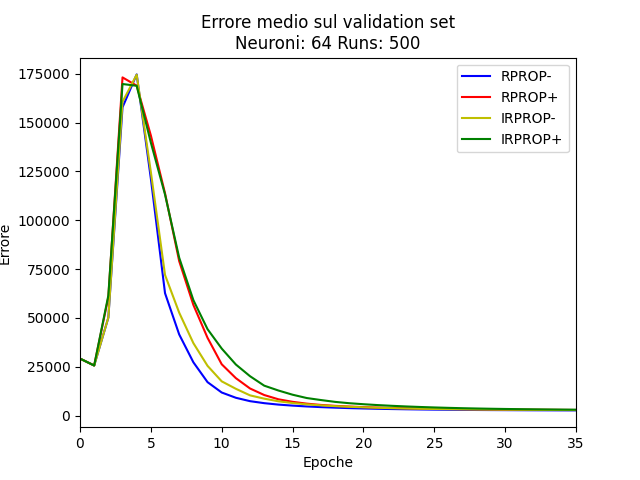 Errore medio sul validation set
Neuroni: 64 Runs: 500
RPROP-
RPROP+
IRPROP-
IRPROP+
175000
150000
125000
100000
75000
50000
25000
0
Errore
0 5 10 15 20 25 30 35
Epoche